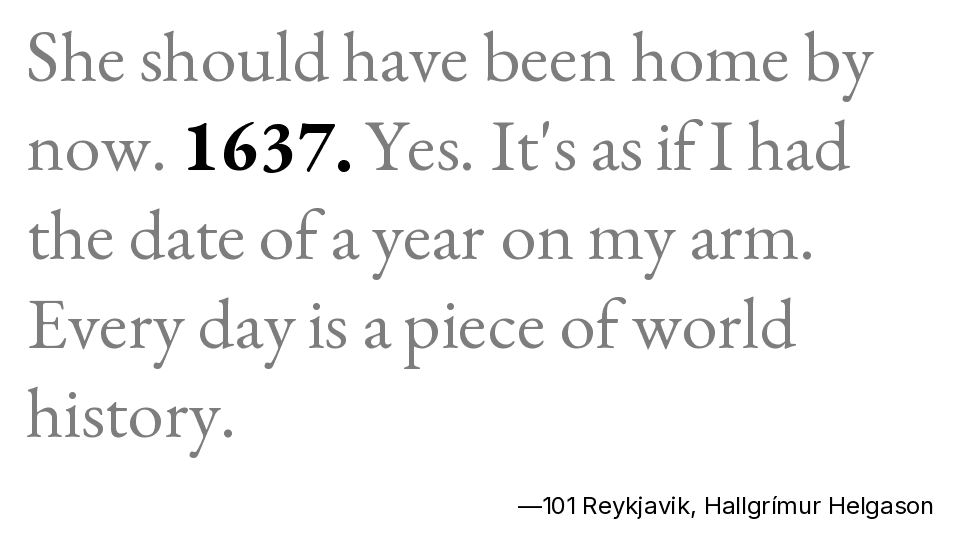 She should have been home by
now. 1637. Yes. It's as if I had
the date of a year on my arm.
Every day is a piece of world
history.
—101 Reykjavik, Hallgrímur Helgason